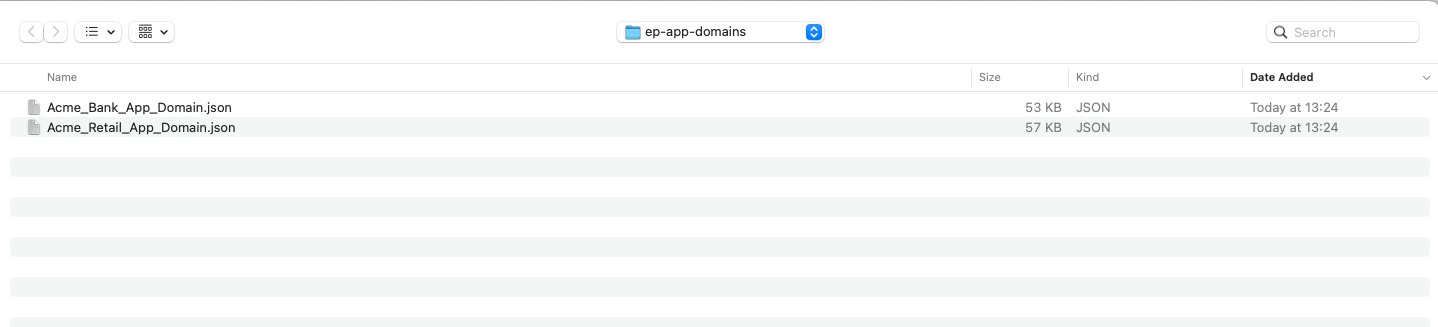 ep-app-domains
Search
Name Size Kind Date Added
Acme_Bank_App_Domain.json 53 KB JSON Today at 13:24
Acme_Retail_App_Domain.json 57 KB JSON Today at 13:24